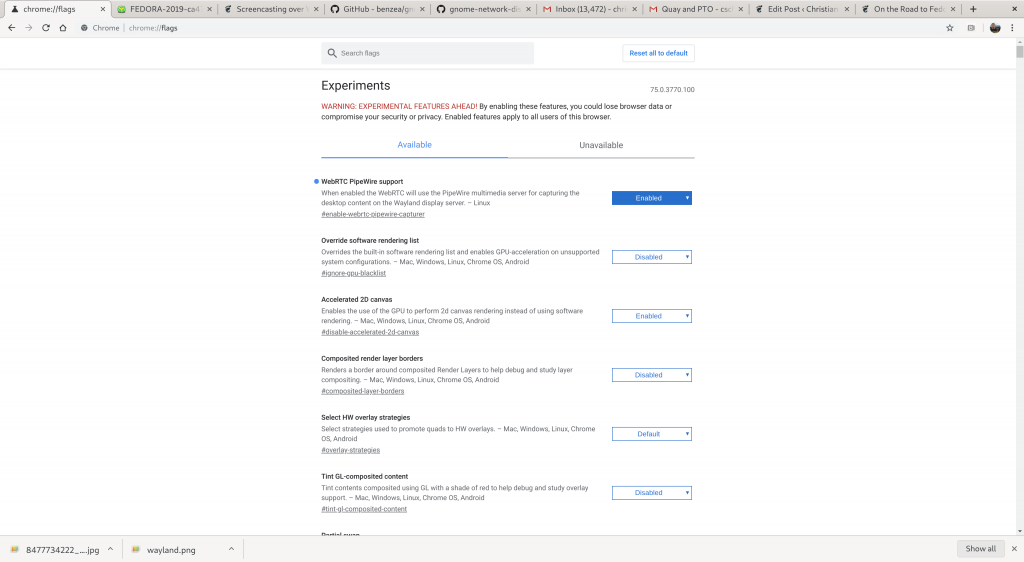 chrome://flags
FEDORA-2019-ca4
Screencasting over
GitHub - benzea/gn
gnome-network-di
Inbox (13,472) - chri
Quay and PTO - csc
Edit Post ‹ Christian
On the Road to Fed
Chrome | chrome://flags
Search flags
Reset all to default
Experiments
75.0.3770.100
WARNING: EXPERIMENTAL FEATURES AHEAD! By enabling these features, you could lose browser data or
compromise your security or privacy. Enabled features apply to all users of this browser.
Available
Unavailable
WebRTC PipeWire support
When enabled the WebRTC will use the PipeWire multimedia server for capturing the
desktop content on the Wayland display server. – Linux
#enable-webrtc-pipewire-capturer
Enabled
Override software rendering list
Overrides the built-in software rendering list and enables GPU-acceleration on unsupported
system configurations. – Mac, Windows, Linux, Chrome OS, Android
#ignore-gpu-blacklist
Disabled
Accelerated 2D canvas
Enables the use of the GPU to perform 2d canvas rendering instead of using software
rendering. – Mac, Windows, Linux, Chrome OS, Android
#disable-accelerated-2d-canvas
Enabled
Composited render layer borders
Renders a border around composited Render Layers to help debug and study layer
compositing. – Mac, Windows, Linux, Chrome OS, Android
#composited-layer-borders
Disabled
Select HW overlay strategies
Select strategies used to promote quads to HW overlays. – Mac, Windows, Linux, Chrome
OS, Android
#overlay-strategies
Default
Tint GL-composited content
Tint contents composited using GL with a shade of red to help debug and study overlay
support. – Mac, Windows, Linux, Chrome OS, Android
#tint-gl-composited-content
Disabled
Partial swap
8477734222_....jpg
wayland.png
Show all